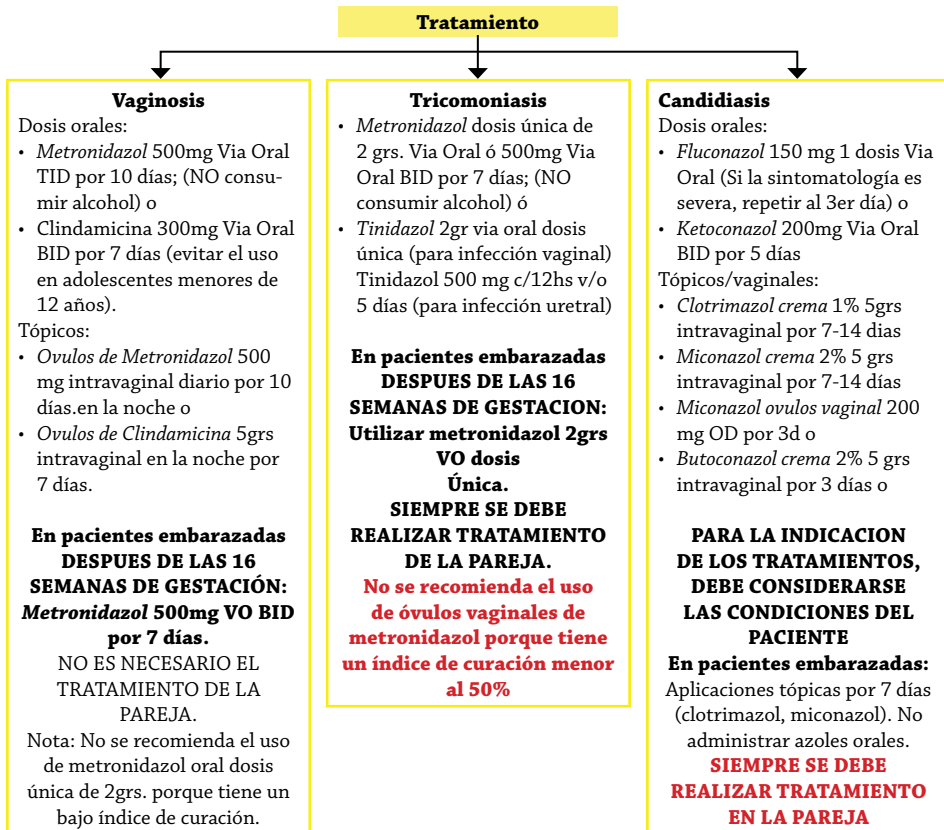 Tratamiento
Vaginosis
Dosis orales:
• Metronidazol 500mg Via Oral
TID por 10 días; (NO consu-
mir alcohol) o
• Clindamicina 300mg Via Oral
BID por 7 días (evitar el uso
en adolescentes menores de
12 años).
Tópicos:
• Ovulos de Metronidazol 500
mg intravaginal diario por 10
días.en la noche o
• Ovulos de Clindamicina 5grs
intravaginal en la noche por
7 días.
En pacientes embarazadas
DESPUES DE LAS 16
SEMANAS DE GESTACIÓN:
Metronidazol 500mg VO BID
por 7 días.
NO ES NECESARIO EL
TRATAMIENTO DE LA
PAREJA.
Nota: No se recomienda el uso
de metronidazol oral dosis
única de 2grs. porque tiene un
bajo índice de curación.
Tricomoniasis
• Metronidazol dosis única de
2 grs. Via Oral ó 500mg Via
Oral BID por 7 días; (NO
consumir alcohol) ó
• Tinidazol 2gr via oral dosis
única (para infección vaginal)
Tinidazol 500 mg c/12hs v/o
5 días (para infección uretral)
En pacientes embarazadas
DESPUES DE LAS 16
SEMANAS DE GESTACION:
Utilizar metronidazol 2grs
VO dosis
Única.
SIEMPRE SE DEBE
REALIZAR TRATAMIENTO
DE LA PAREJA.
No se recomienda el uso
de óvulos vaginales de
metronidazol porque tiene
un índice de curación menor
al 50%
Candidiasis
Dosis orales:
• Fluconazol 150 mg 1 dosis Via
Oral (Si la sintomatología es
severa, repetir al 3er día) o
• Ketoconazol 200mg Via Oral
BID por 5 días
Tópicos/vaginales:
• Clotrimazol crema 1% 5grs
intravaginal por 7-14 dias
• Miconazol crema 2% 5 grs
intravaginal por 7-14 días
• Miconazol ovulos vaginal 200
mg OD por 3d o
• Butoconazol crema 2% 5 grs
intravaginal por 3 días o
PARA LA INDICACION
DE LOS TRATAMIENTOS,
DEBE CONSIDERARSE
LAS CONDICIONES DEL
PACIENTE
En pacientes embarazadas:
Aplicaciones tópicas por 7 días
(clotrimazol, miconazol). No
administrar azoles orales.
SIEMPRE SE DEBE
REALIZAR TRATAMIENTO
EN LA PAREJA